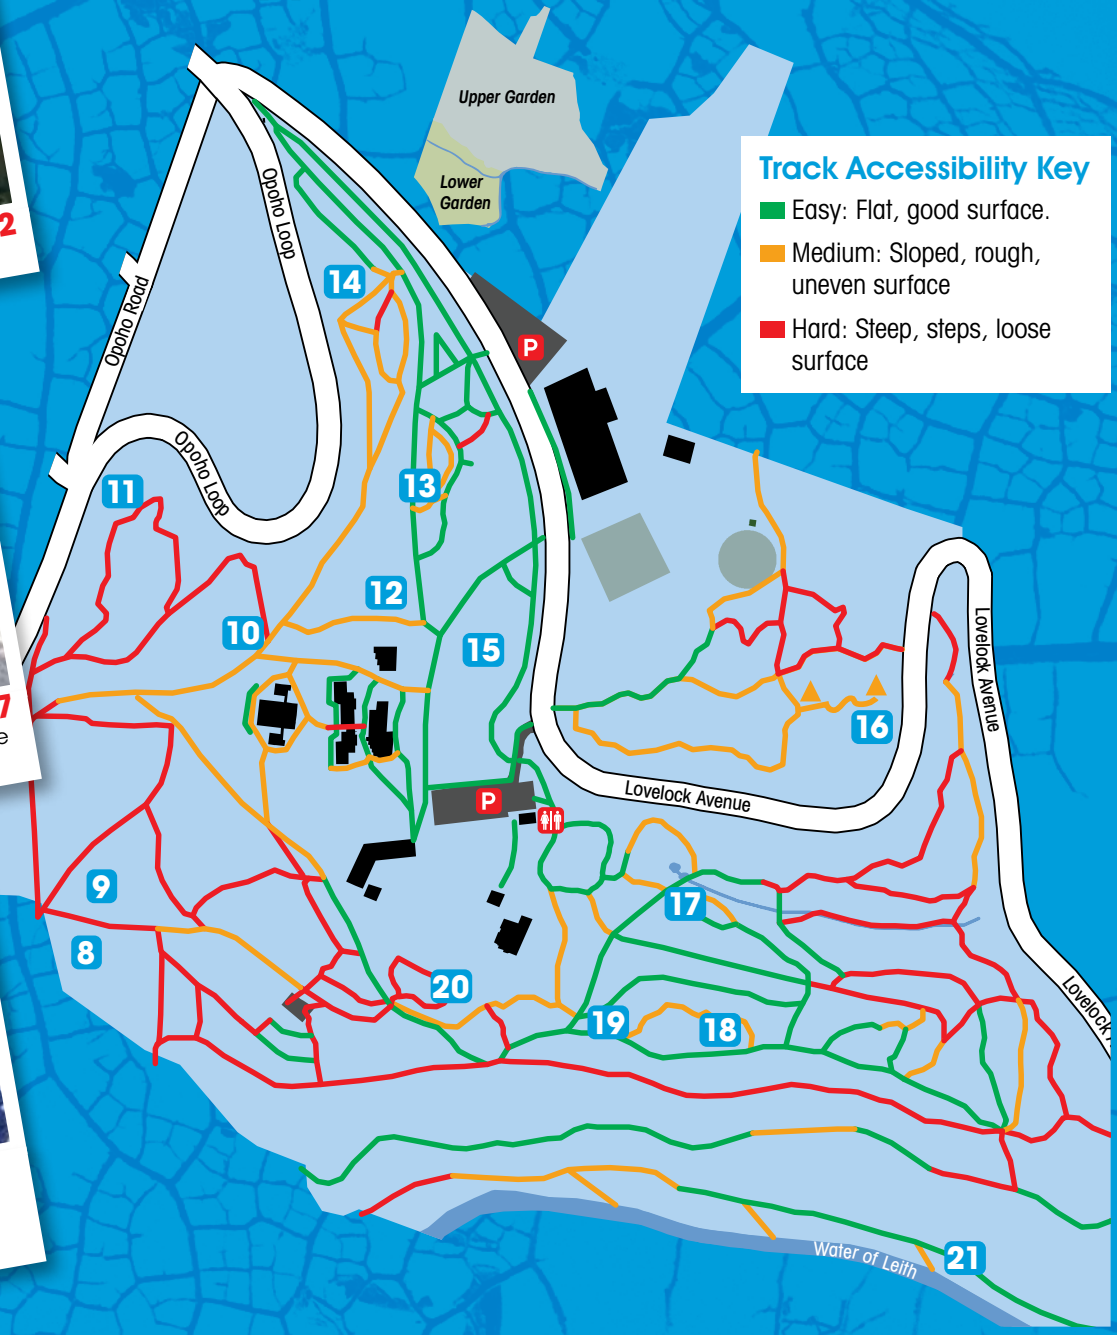 Upper Garden
Lower
Garden
Track Accessibility Key
Easy: Flat, good surface.
Medium: Sloped, rough,
uneven surface
Hard: Steep, steps, loose
surface
2
Opoho Loop
Opoho Road
14
P
Opoho Loop
11
13
12
10
15
Lovelock Avenue
7
e
16
Lovelock Avenue
P
9
17
8
20
19
18
Lovelock A
Water of Leith
21